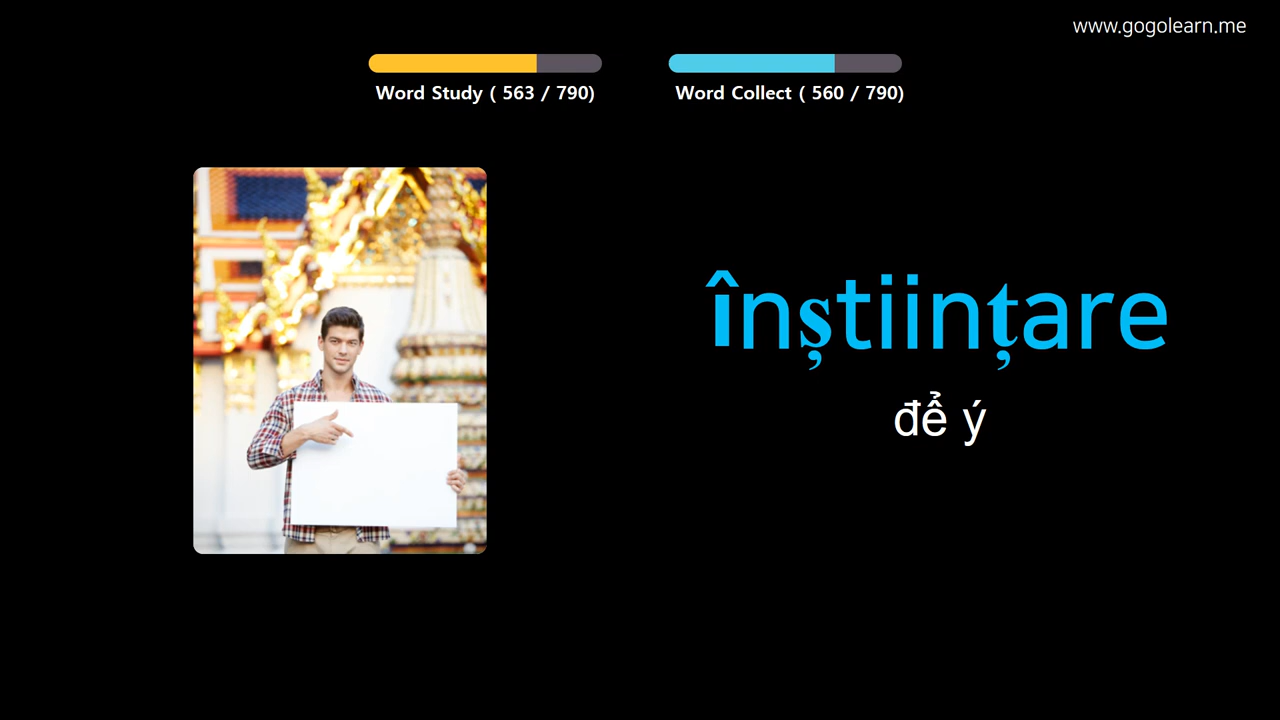 www.gogolearn.me
Word Study ( 563 / 790)
Word Collect ( 560 / 790)
înștiințare
để ý